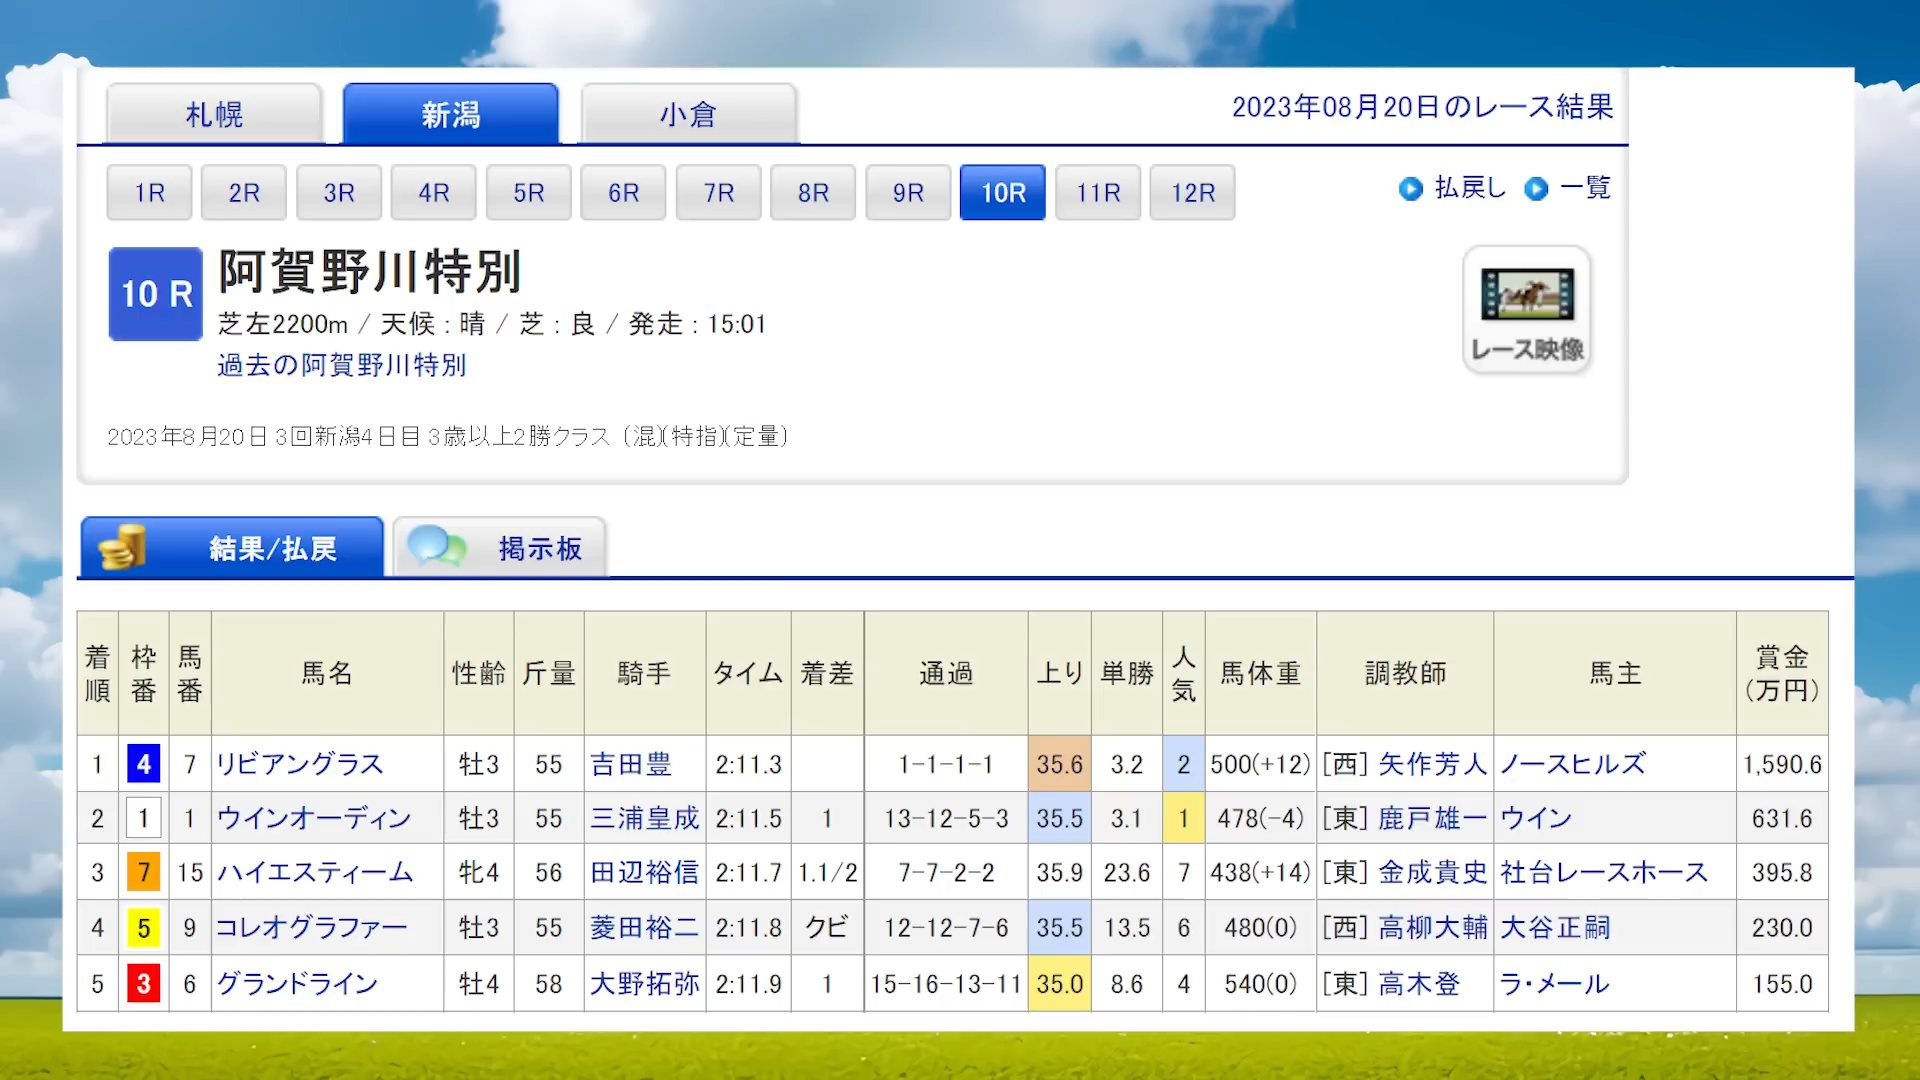 札幌 新潟 小倉 2023年08月20日のレース結果
1R 2R 3R 4R 5R 6R 7R 8R 9R 10R 11R 12R 払戻し 一覧
10 R 阿賀野川特別
芝左2200m / 天候 : 晴 / 芝 : 良 / 発走 : 15:01
過去の阿賀野川特別
レース映像
2023年8月20日 3回新潟4日目 3歳以上2勝クラス (混)(特指)(定量)
結果/払戻 掲示板
着順 枠番 馬番 馬名 性齢 斤量 騎手 タイム 着差 通過 上り 単勝 人気 馬体重 調教師 馬主 賞金(万円)
1 4 7 リビアングラス 牡3 55 吉田豊 2:11.3 1-1-1-1 35.6 3.2 2 500(+12) [西] 矢作芳人 ノースヒルズ 1,590.6
2 1 1 ウインオーディン 牡3 55 三浦皇成 2:11.5 1 13-12-5-3 35.5 3.1 1 478(-4) [東] 鹿戸雄一 ウイン 631.6
3 7 15 ハイエスティーム 牝4 56 田辺裕信 2:11.7 1.1/2 7-7-2-2 35.9 23.6 7 438(+14) [東] 金成貴史 社台レースホース 395.8
4 5 9 コレオグラファー 牡3 55 菱田裕二 2:11.8 クビ 12-12-7-6 35.5 13.5 6 480(0) [西] 高柳大輔 大谷正嗣 230.0
5 3 6 グランドライン 牡4 58 大野拓弥 2:11.9 1 15-16-13-11 35.0 8.6 4 540(0) [東] 高木登 ラ・メール 155.0